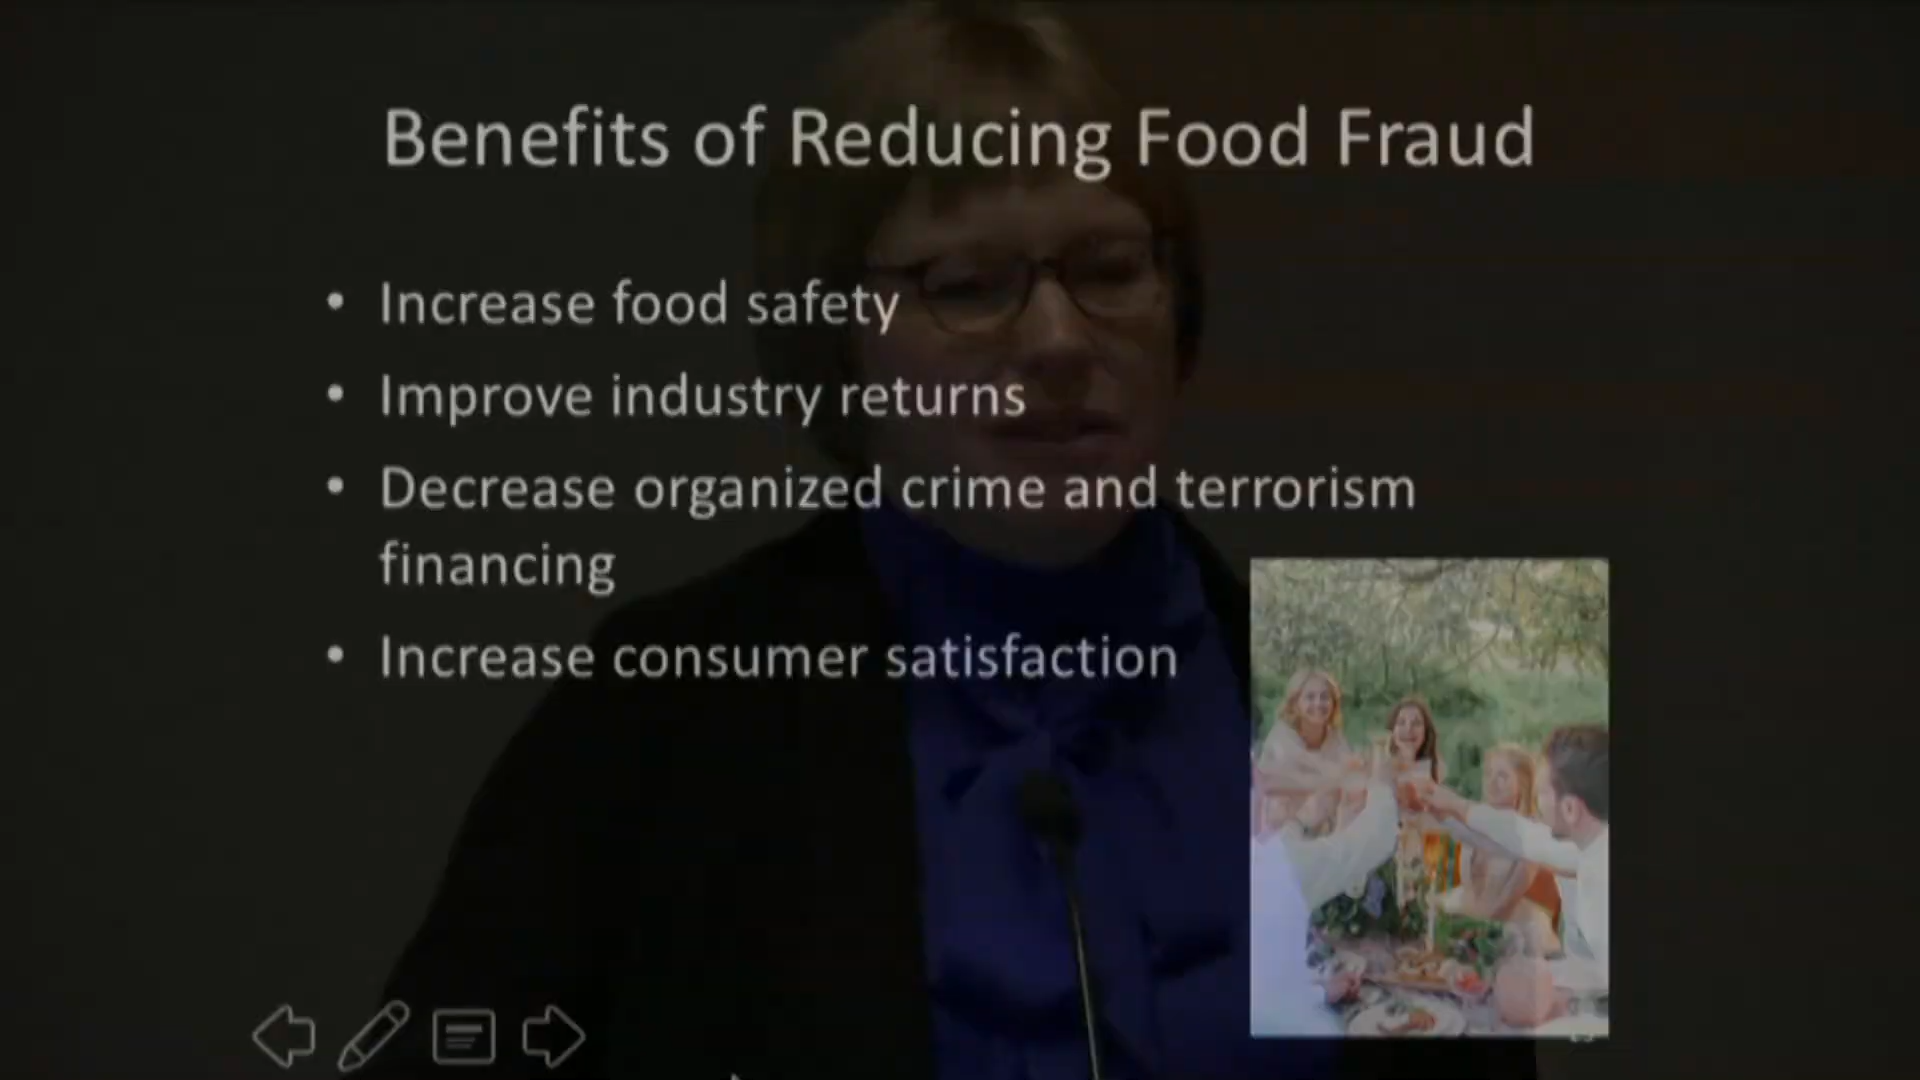 Benefits of Reducing Food Fraud
• Increase food safety
• Improve industry returns
• Decrease organized crime and terrorism
financing
• Increase consumer satisfaction